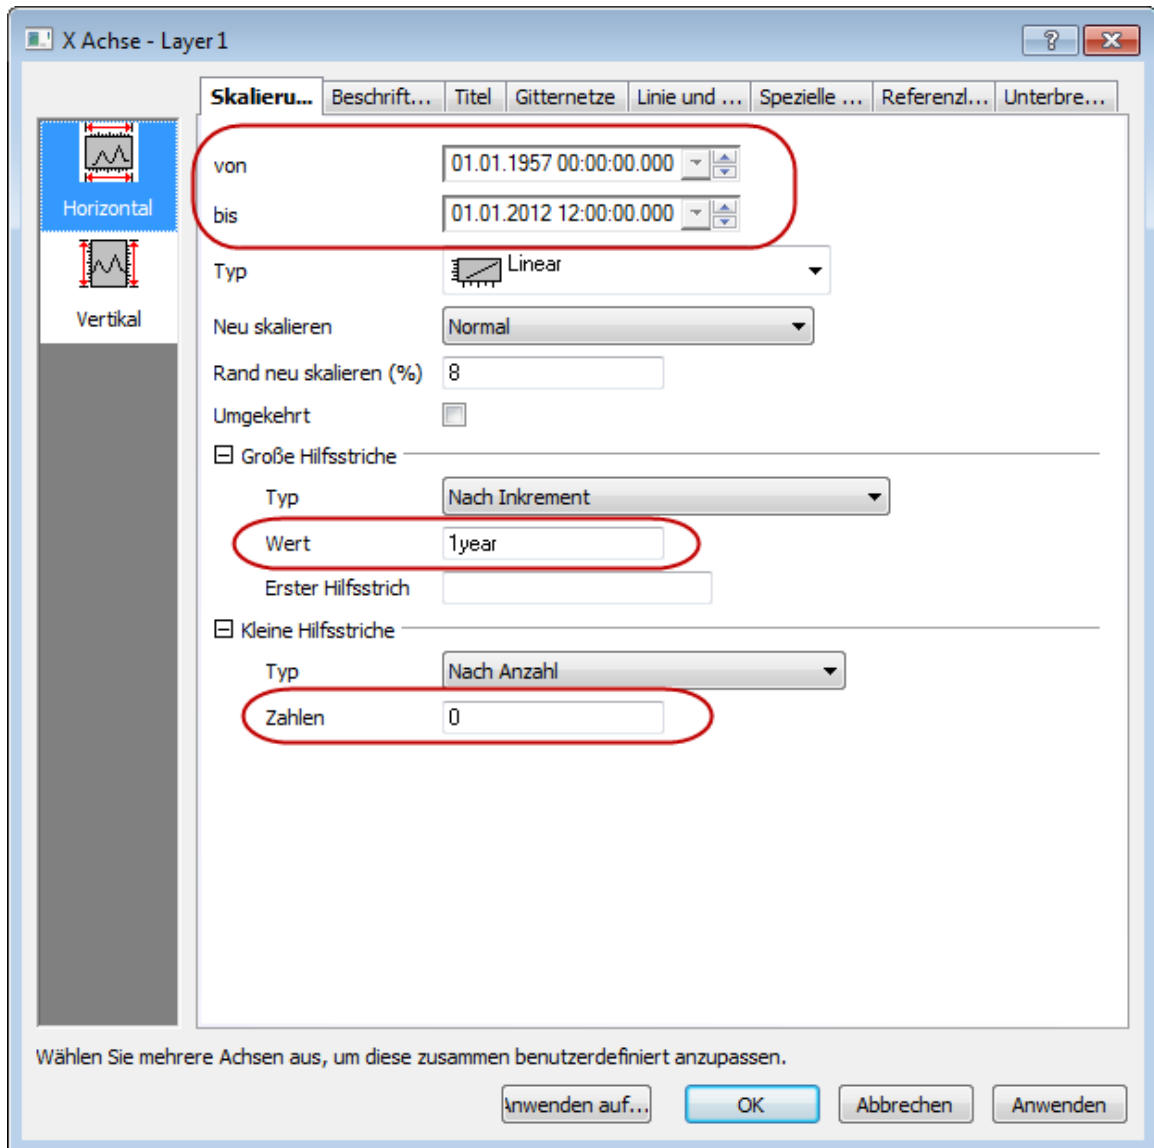 X Achse - Layer 1
Skalieru... Beschrift... Titel Gitternetze Linie und ... Spezielle ... Referenzl... Unterbre...
Horizontal
Vertikal
von 01.01.1957 00:00:00.000
bis 01.01.2012 12:00:00.000
Typ Linear
Neu skalieren Normal
Rand neu skalieren (%) 8
Umgekehrt
Große Hilfsstriche
Typ Nach Inkrement
Wert 1year
Erster Hilfsstrich
Kleine Hilfsstriche
Typ Nach Anzahl
Zahlen 0
Wählen Sie mehrere Achsen aus, um diese zusammen benutzerdefiniert anzupassen.
Anwenden auf... OK Abbrechen Anwenden